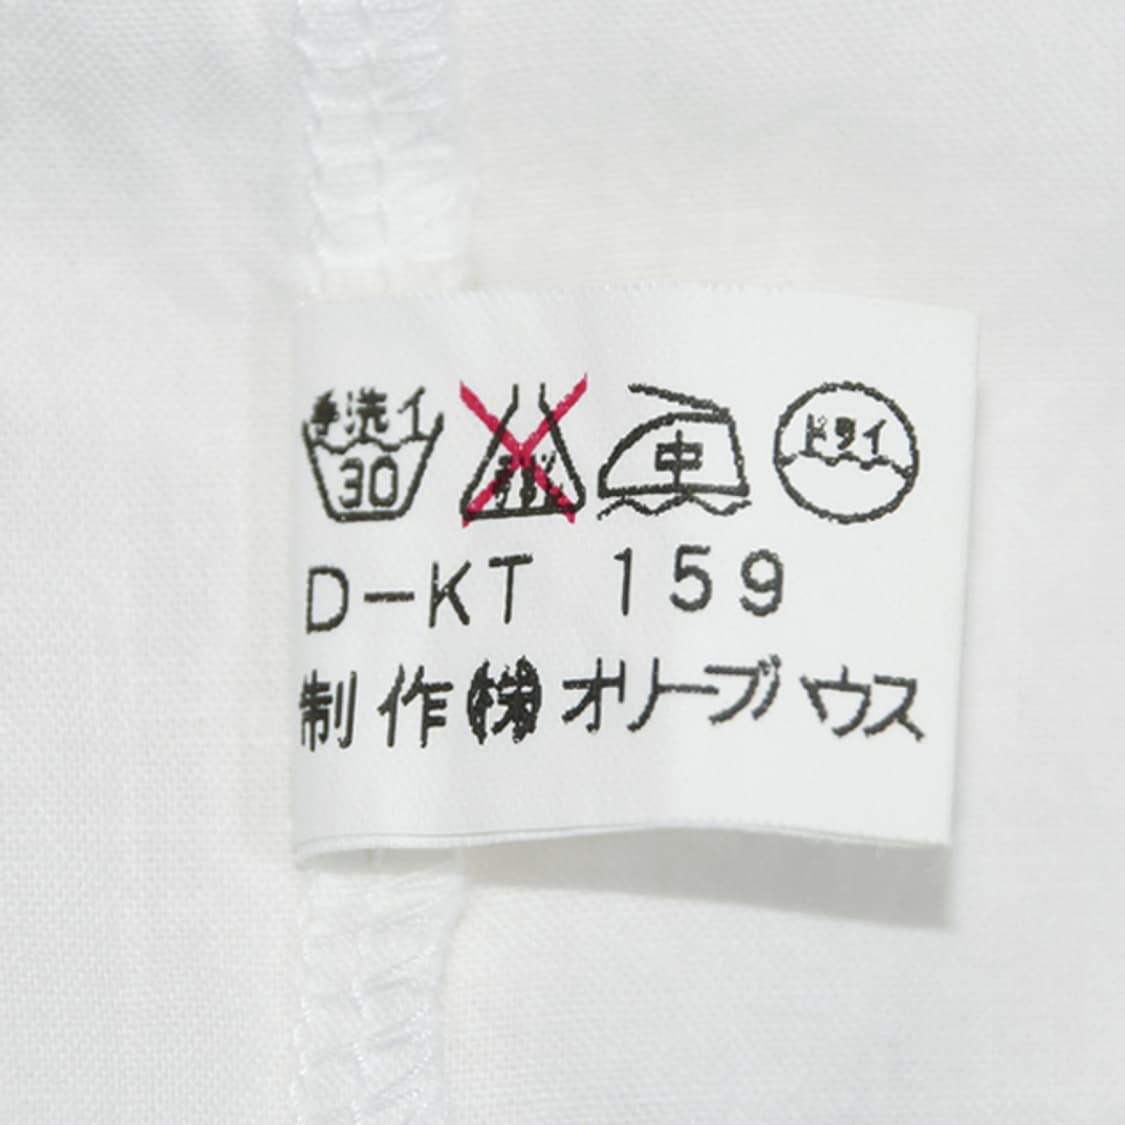 手洗イ 30 中 ドライ
D-KT 159
制作(株)オリーブハウス